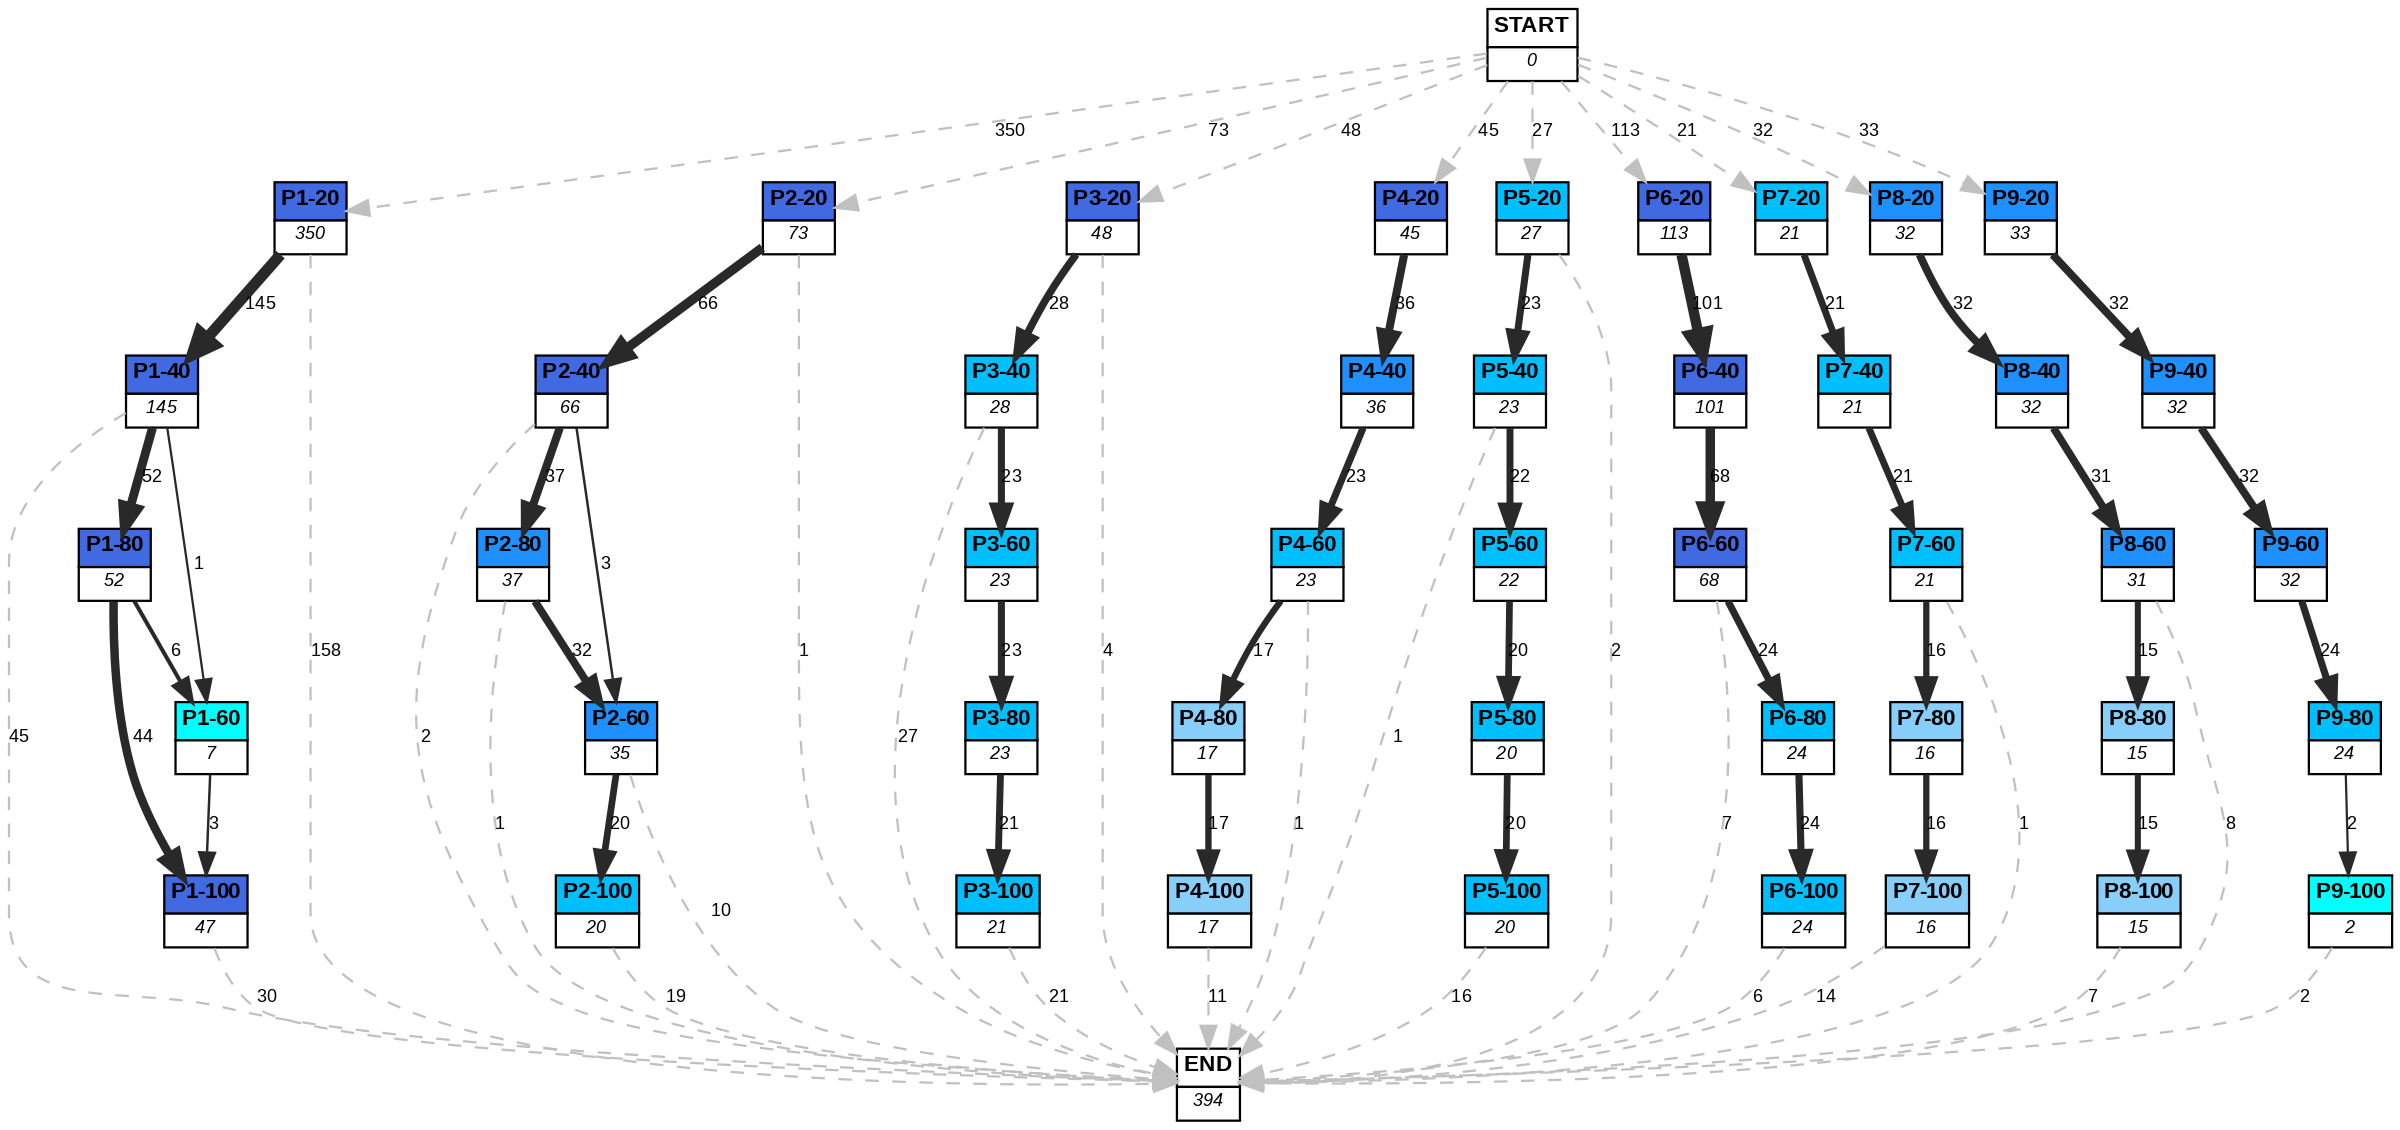 START
0
350
73
48
45
27
113
21
32
33
P1-20
350
P2-20
73
P3-20
48
P4-20
45
P5-20
27
P6-20
113
P7-20
21
P8-20
32
P9-20
33
145
66
28
36
23
101
21
32
32
P1-40
145
P2-40
66
P3-40
28
P4-40
36
P5-40
23
P6-40
101
P7-40
21
P8-40
32
P9-40
32
52
37
23
23
22
68
21
31
32
1
3
P1-80
52
P2-80
37
P3-60
23
P4-60
23
P5-60
22
P6-60
68
P7-60
21
P8-60
31
P9-60
32
6
158
32
1
4
23
17
20
2
24
16
15
24
P1-60
7
P2-60
35
P3-80
23
P4-80
17
P5-80
20
P6-80
24
P7-80
16
P8-80
15
P9-80
24
45
44
2
27
1
3
1
20
10
21
17
1
20
7
24
16
1
15
8
2
P1-100
47
P2-100
20
P3-100
21
P4-100
17
P5-100
20
P6-100
24
P7-100
16
P8-100
15
P9-100
2
30
19
21
11
16
6
14
7
2
END
394